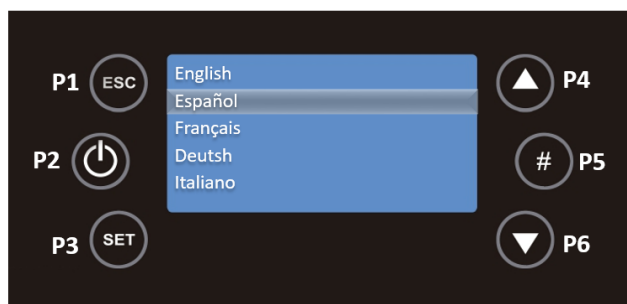 P1 ESC
P2
P3 SET
English
Español
Français
Deutsh
Italiano
P4
# P5
P6